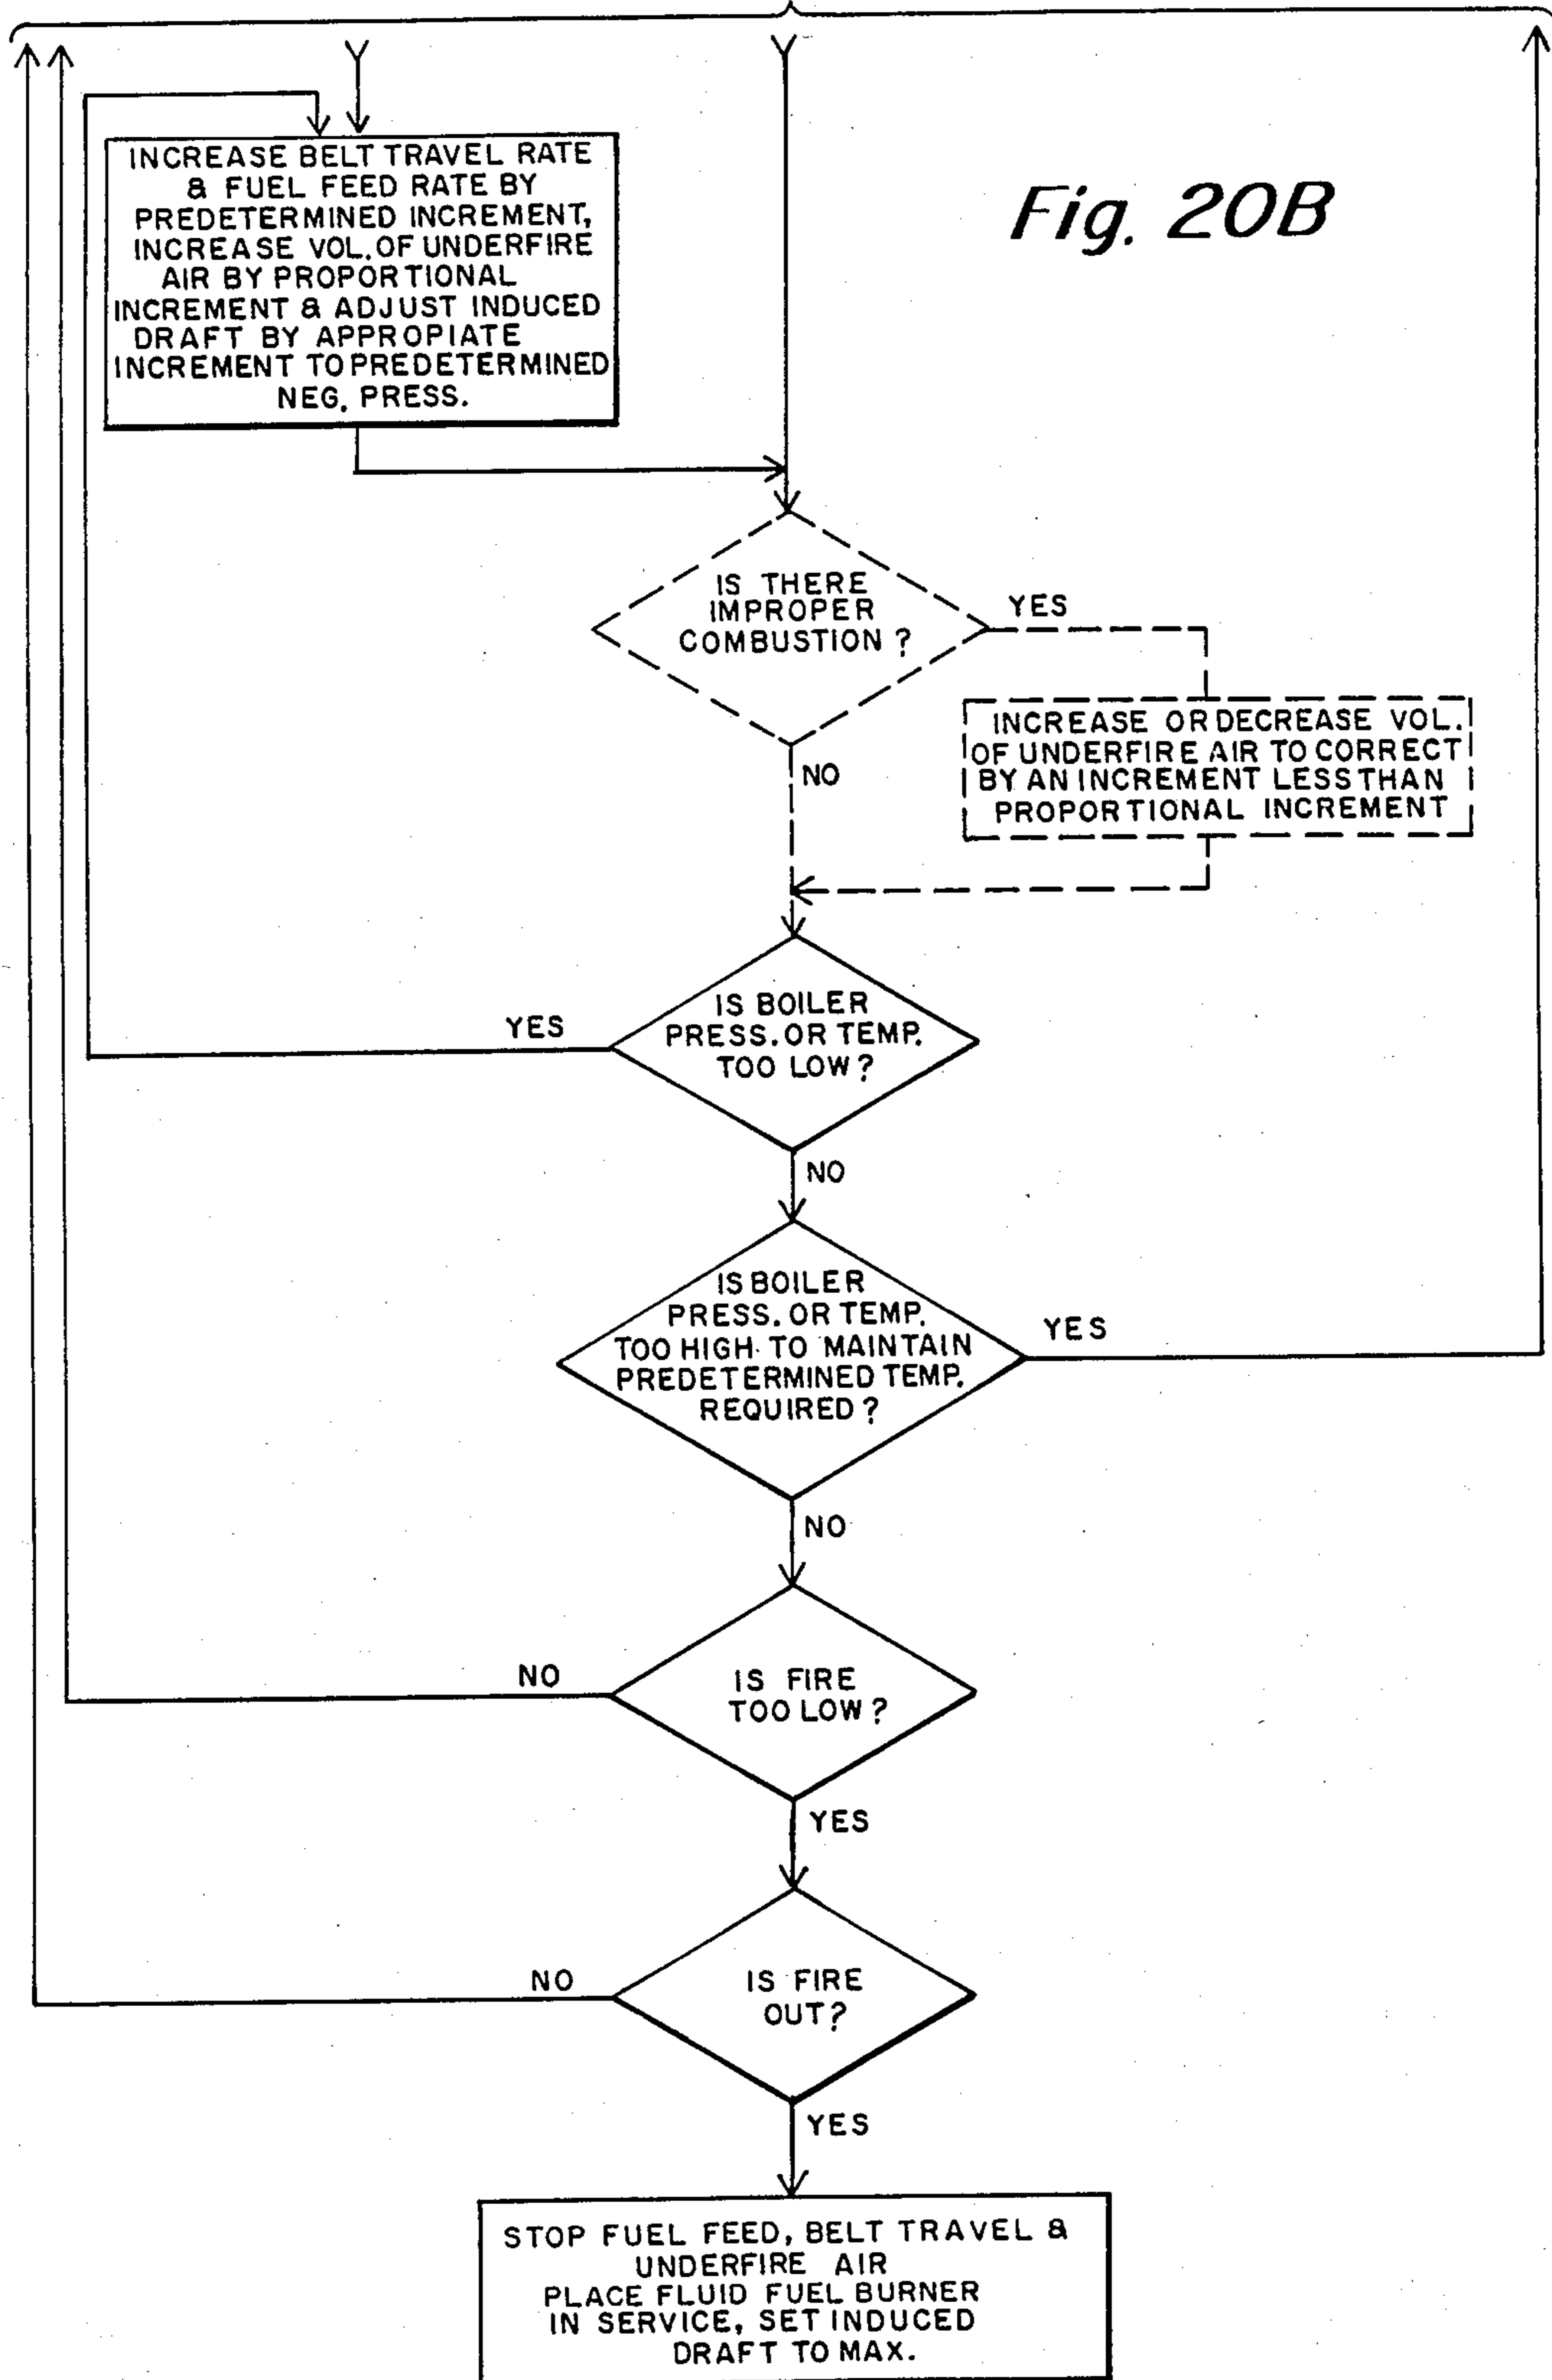 INCREASE BELT TRAVEL RATE
& FUEL FEED RATE BY
PREDETERMINED INCREMENT,
INCREASE VOL. OF UNDERFIRE
AIR BY PROPORTIONAL
INCREMENT & ADJUST INDUCED
DRAFT BY APPROPIATE
INCREMENT TO PREDETERMINED
NEG. PRESS.
Fig. 20B
IS THERE
IMPROPER
COMBUSTION ?
YES
NO
INCREASE OR DECREASE VOL.
OF UNDERFIRE AIR TO CORRECT
BY AN INCREMENT LESS THAN
PROPORTIONAL INCREMENT
IS BOILER
PRESS. OR TEMP.
TOO LOW ?
YES
NO
IS BOILER
PRESS. OR TEMP.
TOO HIGH TO MAINTAIN
PREDETERMINED TEMP.
REQUIRED ?
YES
NO
IS FIRE
TOO LOW ?
NO
YES
IS FIRE
OUT ?
NO
YES
STOP FUEL FEED, BELT TRAVEL &
UNDERFIRE AIR
PLACE FLUID FUEL BURNER
IN SERVICE, SET INDUCED
DRAFT TO MAX.